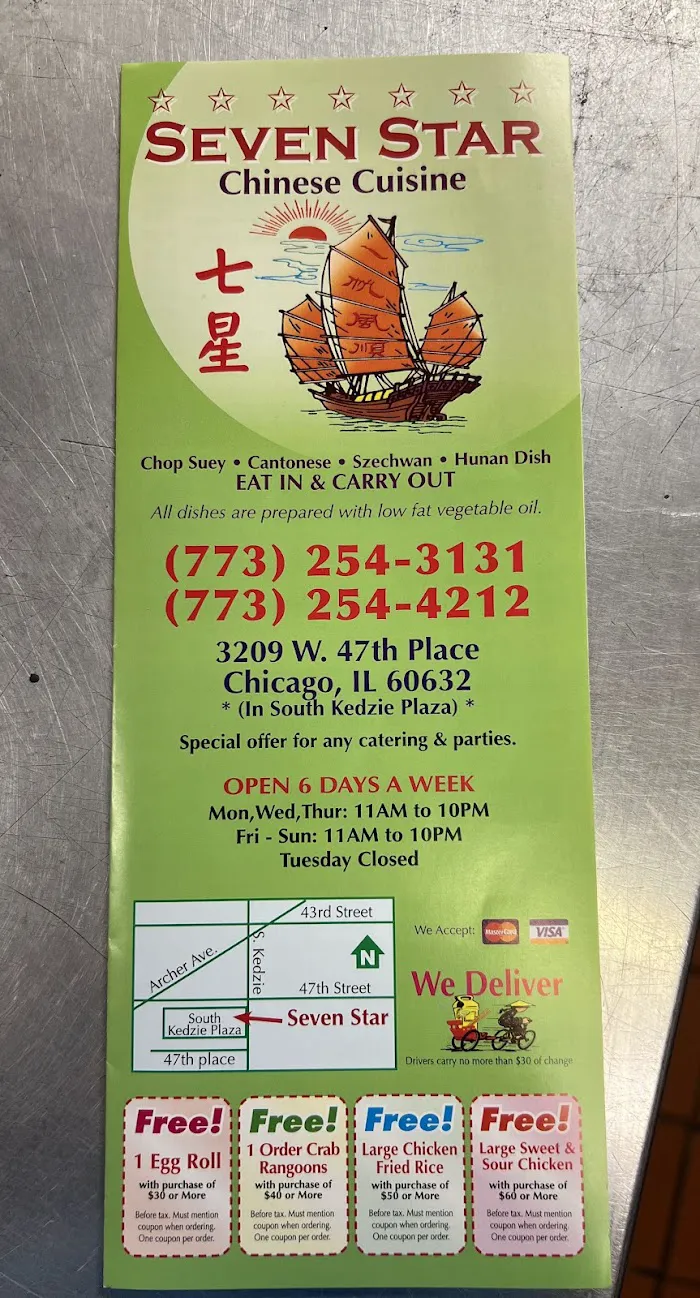 SEVEN STAR
Chinese Cuisine
七星
一帆風順
Chop Suey • Cantonese • Szechwan • Hunan Dish
EAT IN & CARRY OUT
All dishes are prepared with low fat vegetable oil.
(773) 254-3131
(773) 254-4212
3209 W. 47th Place
Chicago, IL 60632
* (In South Kedzie Plaza) *
Special offer for any catering & parties.
OPEN 6 DAYS A WEEK
Mon,Wed,Thur: 11AM to 10PM
Fri - Sun: 11AM to 10PM
Tuesday Closed
43rd Street
Archer Ave.
S. Kedzie
N
47th Street
South
Kedzie Plaza
Seven Star
47th place
We Accept: MasterCard VISA
We Deliver
Drivers carry no more than $30 of change
Free!
1 Egg Roll
with purchase of
$30 or More
Before tax. Must mention
coupon when ordering.
One coupon per order.
Free!
1 Order Crab
Rangoons
with purchase of
$40 or More
Before tax. Must mention
coupon when ordering.
One coupon per order.
Free!
Large Chicken
Fried Rice
with purchase of
$50 or More
Before tax. Must mention
coupon when ordering.
One coupon per order.
Free!
Large Sweet &
Sour Chicken
with purchase of
$60 or More
Before tax. Must mention
coupon when ordering.
One coupon per order.